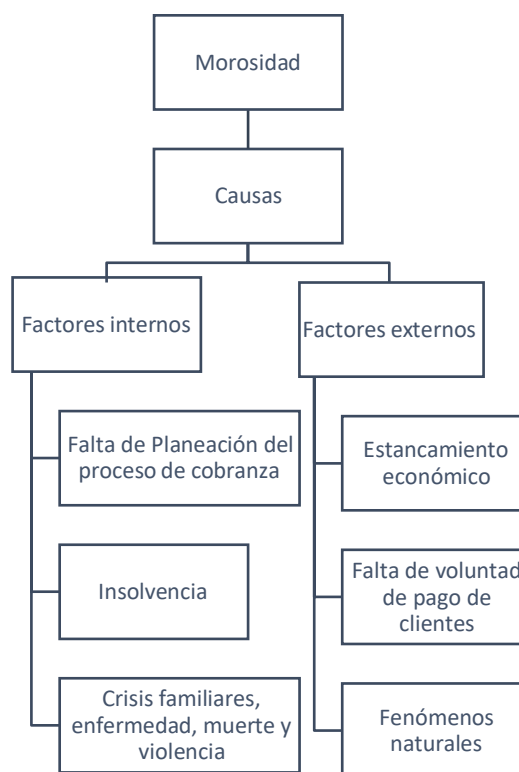 Morosidad
Causas
Factores internos
Factores externos
Falta de Planeación del
proceso de cobranza
Insolvencia
Crisis familiares,
enfermedad, muerte y
violencia
Estancamiento
económico
Falta de voluntad
de pago de
clientes
Fenómenos
naturales